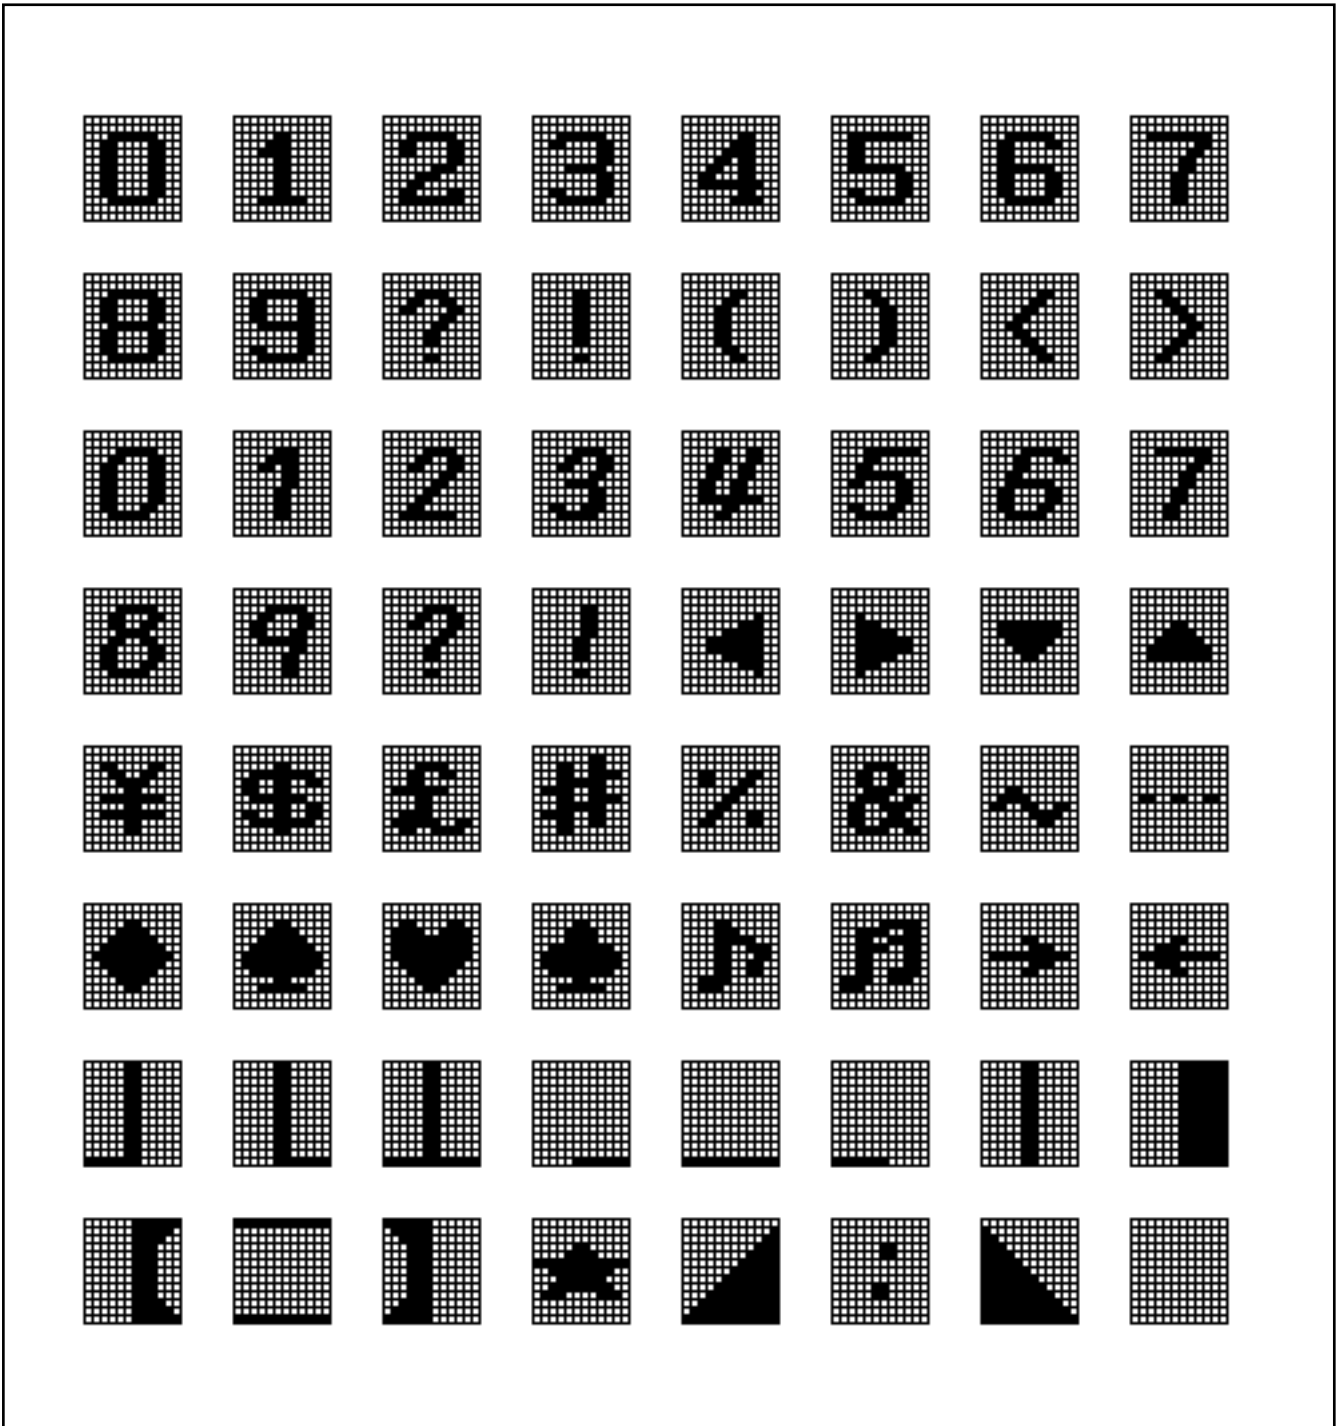 0 1 2 3 4 5 6 7
8 9 ? ! ( ) < >
0 1 2 3 4 5 6 7
8 9 ? ! ◀ ▶ ▼ ▲
¥ $ £ # % & ~ ---
♦ ♠ ♥ ♣ ♪ ♫ → ←
★ :